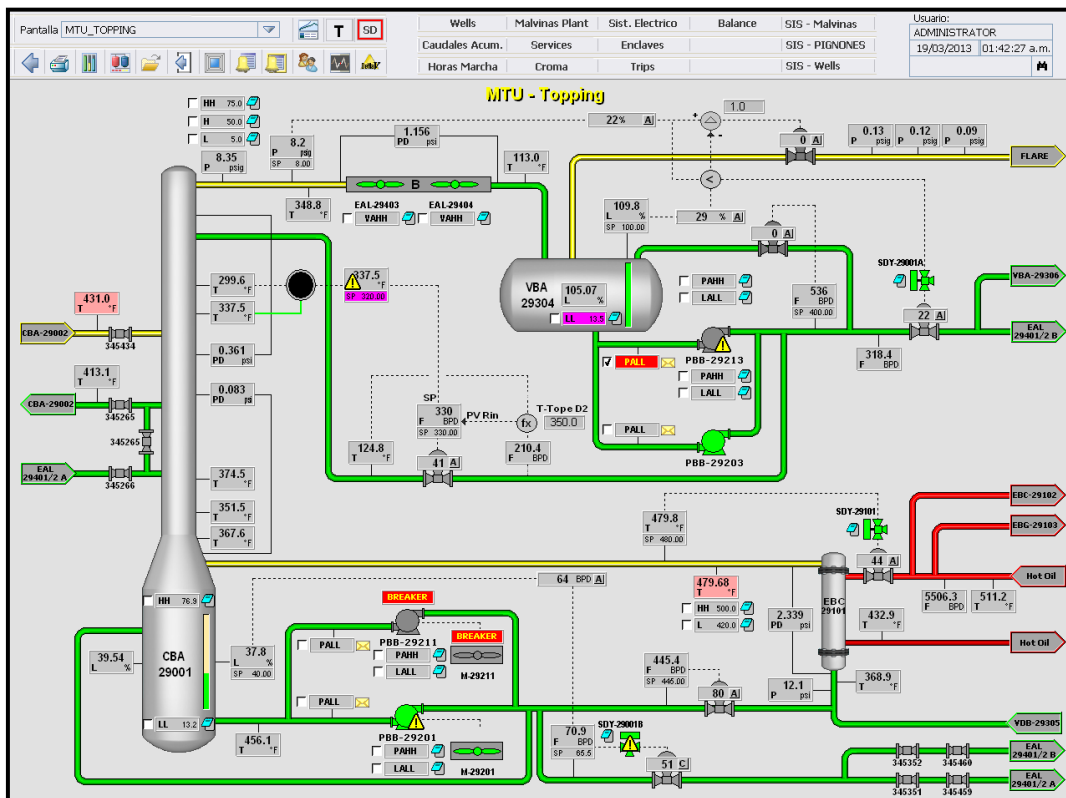 Pantalla MTU_TOPPING
T
SD
Wells Malvinas Plant Sist. Electrico Balance SIS - Malvinas
Caudales Acum. Services Enclaves SIS - PIGNONES
Horas Marcha Croma Trips SIS - Wells
Usuario:
ADMINISTRATOR
19/03/2013 01:42:27 a.m.
MTU - Topping
HH 75.0
H 50.0
L 5.0
8.35
P psig
8.2
P psig
SP 8.00
1.156
PD psi
22% A
1.0
+
-
<
0 A
0.13
P psig
0.12
P psig
0.09
P psig
FLARE
348.8
T °F
B
113.0
T °F
EAL-29403
VAHH
EAL-29404
VAHH
109.8
L %
SP 100.00
29 % A
0 A
VBA
29304
105.07
L %
LL 13.5
PAHH
LALL
536
F BPD
SP 400.00
SDY-29001A
22 A
VBA-29306
EAL
29401/2 B
318.4
F BPD
299.6
T °F
337.5
T °F
337.5
°F
SP 320.00
431.0
T °F
CBA-29002
345434
0.361
PD psi
413.1
T °F
CBA-29002
345265
0.083
PD psi
345265
EAL
29401/2 A
345266
374.5
T °F
351.5
T °F
367.6
T °F
PALL
PBB-29213
PAHH
LALL
PALL
PBB-29203
SP
330
F BPD
SP 330.00
PV Rin
fx
T-Tope D2
350.0
124.8
T °F
41 A
210.4
F BPD
479.8
T °F
SP 480.00
SDY-29101
44 A
EBC-29102
EBG-29103
Hot Oil
5506.3
F BPD
511.2
T °F
64 BPD A
479.68
T °F
HH 500.0
L 420.0
2.339
PD psi
EBC
29101
432.9
T °F
Hot Oil
HH 76.9
CBA
29001
LL 13.2
39.54
L %
37.8
L %
SP 40.00
BREAKER
PALL
PBB-29211
PAHH
LALL
BREAKER
M-29211
PALL
PBB-29201
PAHH
LALL
M-29201
456.1
T °F
445.4
F BPD
SP 445.00
80 A
12.1
P psi
368.9
T °F
VDB-29305
70.9
F BPD
SP 65.5
SDY-29001B
51 C
345352
345460
EAL
29401/2 B
345351
345459
EAL
29401/2 A